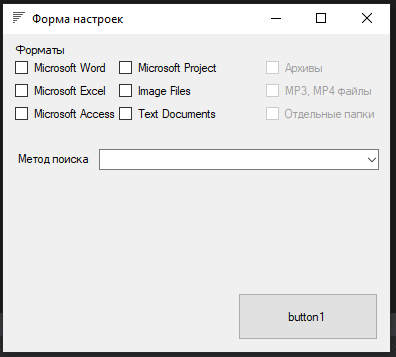 Форма настроек
Форматы
Microsoft Word Microsoft Project Архивы
Microsoft Excel Image Files MP3, MP4 файлы
Microsoft Access Text Documents Отдельные папки
Метод поиска
button1